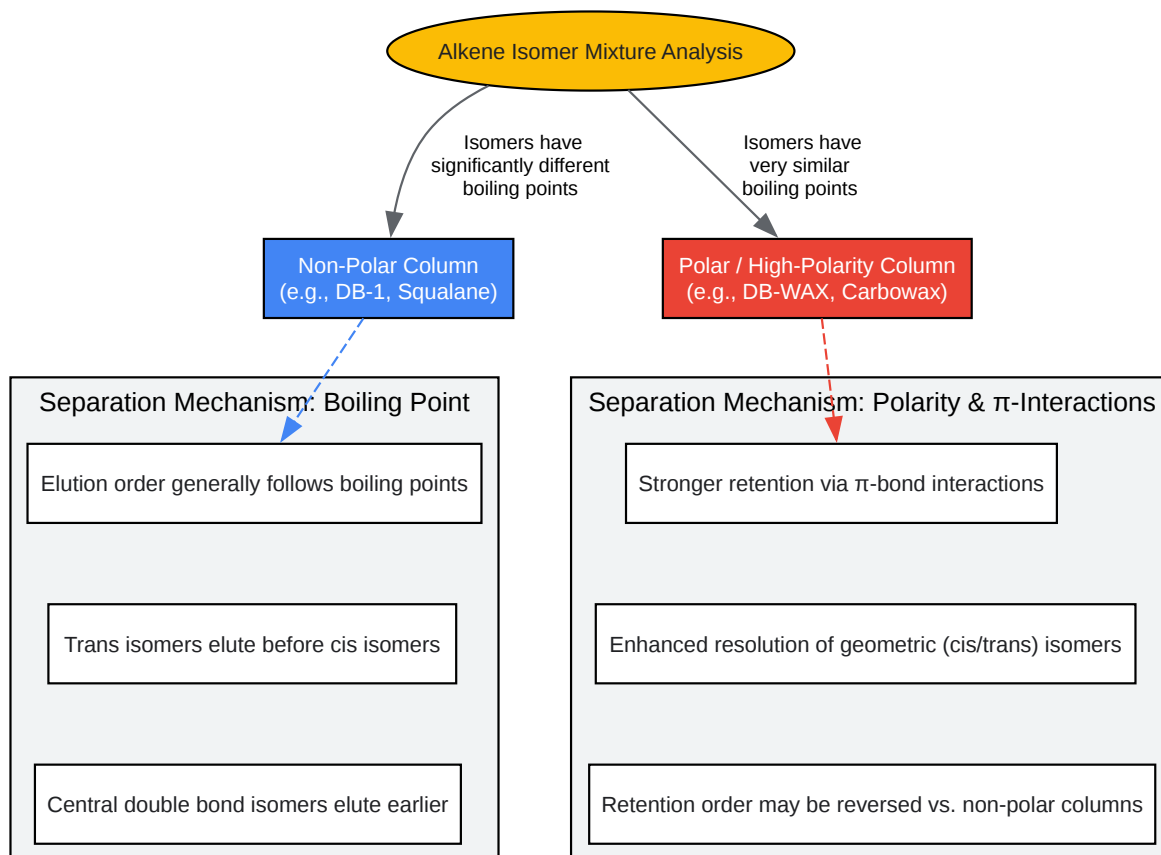 Alkene Isomer Mixture Analysis
Isomers have
significantly different
boiling points
Isomers have
very similar
boiling points
Non-Polar Column
(e.g., DB-1, Squalane)
Polar / High-Polarity Column
(e.g., DB-WAX, Carbowax)
Separation Mechanism: Boiling Point
Elution order generally follows boiling points
Trans isomers elute before cis isomers
Central double bond isomers elute earlier
Separation Mechanism: Polarity & π-Interactions
Stronger retention via π-bond interactions
Enhanced resolution of geometric (cis/trans) isomers
Retention order may be reversed vs. non-polar columns